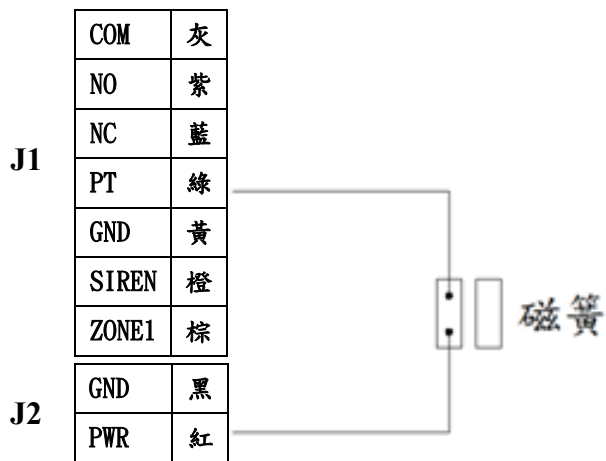 COM 灰
NO 紫
NC 藍
J1
PT 綠
GND 黃
SIREN 橙
磁簧
ZONE1 棕
GND 黑
J2
PWR 紅